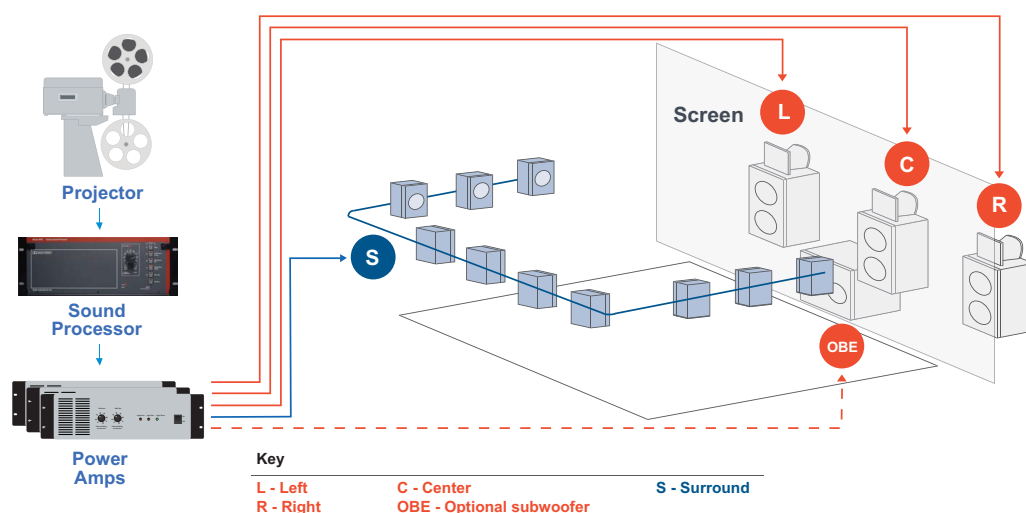 L
Screen
C
Projector
R
S
Sound
Processor
OBE
Power
Amps
Key
L - Left
C - Center
S - Surround
R - Right
OBE - Optional subwoofer